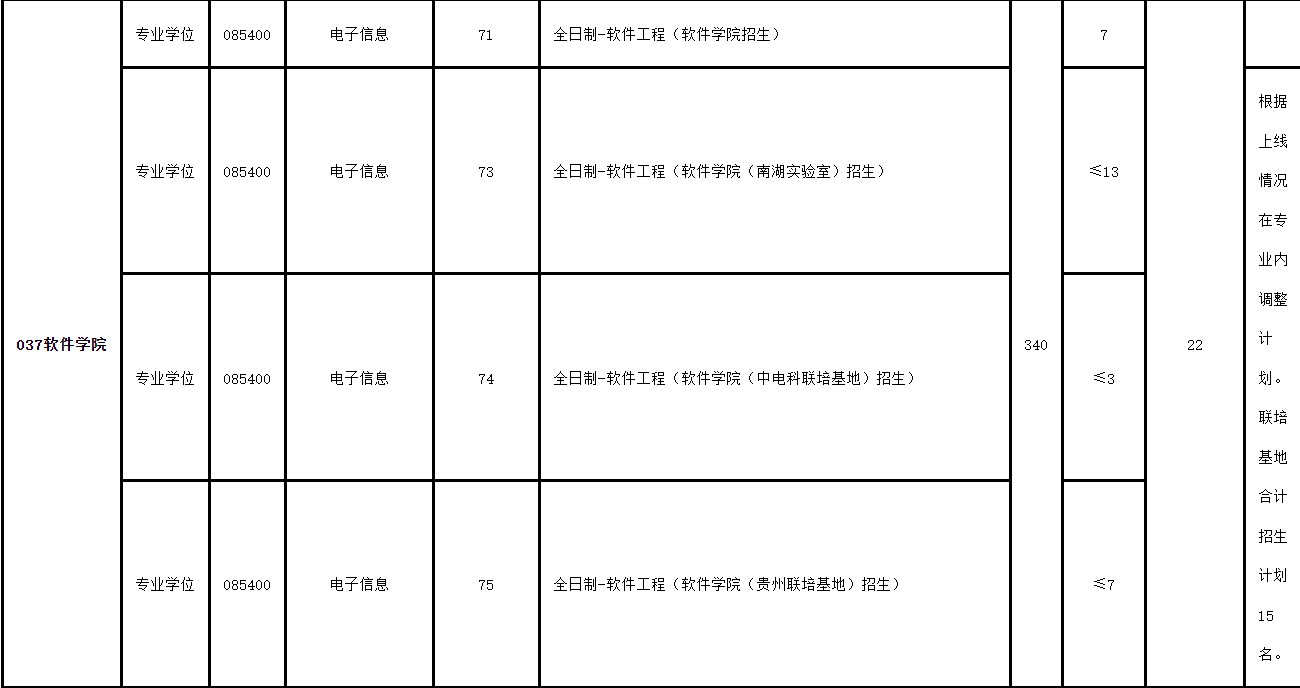 专业学位 085400 电子信息 71 全日制-软件工程（软件学院招生） 7
专业学位 085400 电子信息 73 全日制-软件工程（软件学院（南湖实验室）招生） ≤13
037软件学院 340 22
专业学位 085400 电子信息 74 全日制-软件工程（软件学院（中电科联培基地）招生） ≤3
专业学位 085400 电子信息 75 全日制-软件工程（软件学院（贵州联培基地）招生） ≤7
根据
上线
情况
在专
业内
调整
计
划。
联培
基地
合计
招生
计划
15
名。